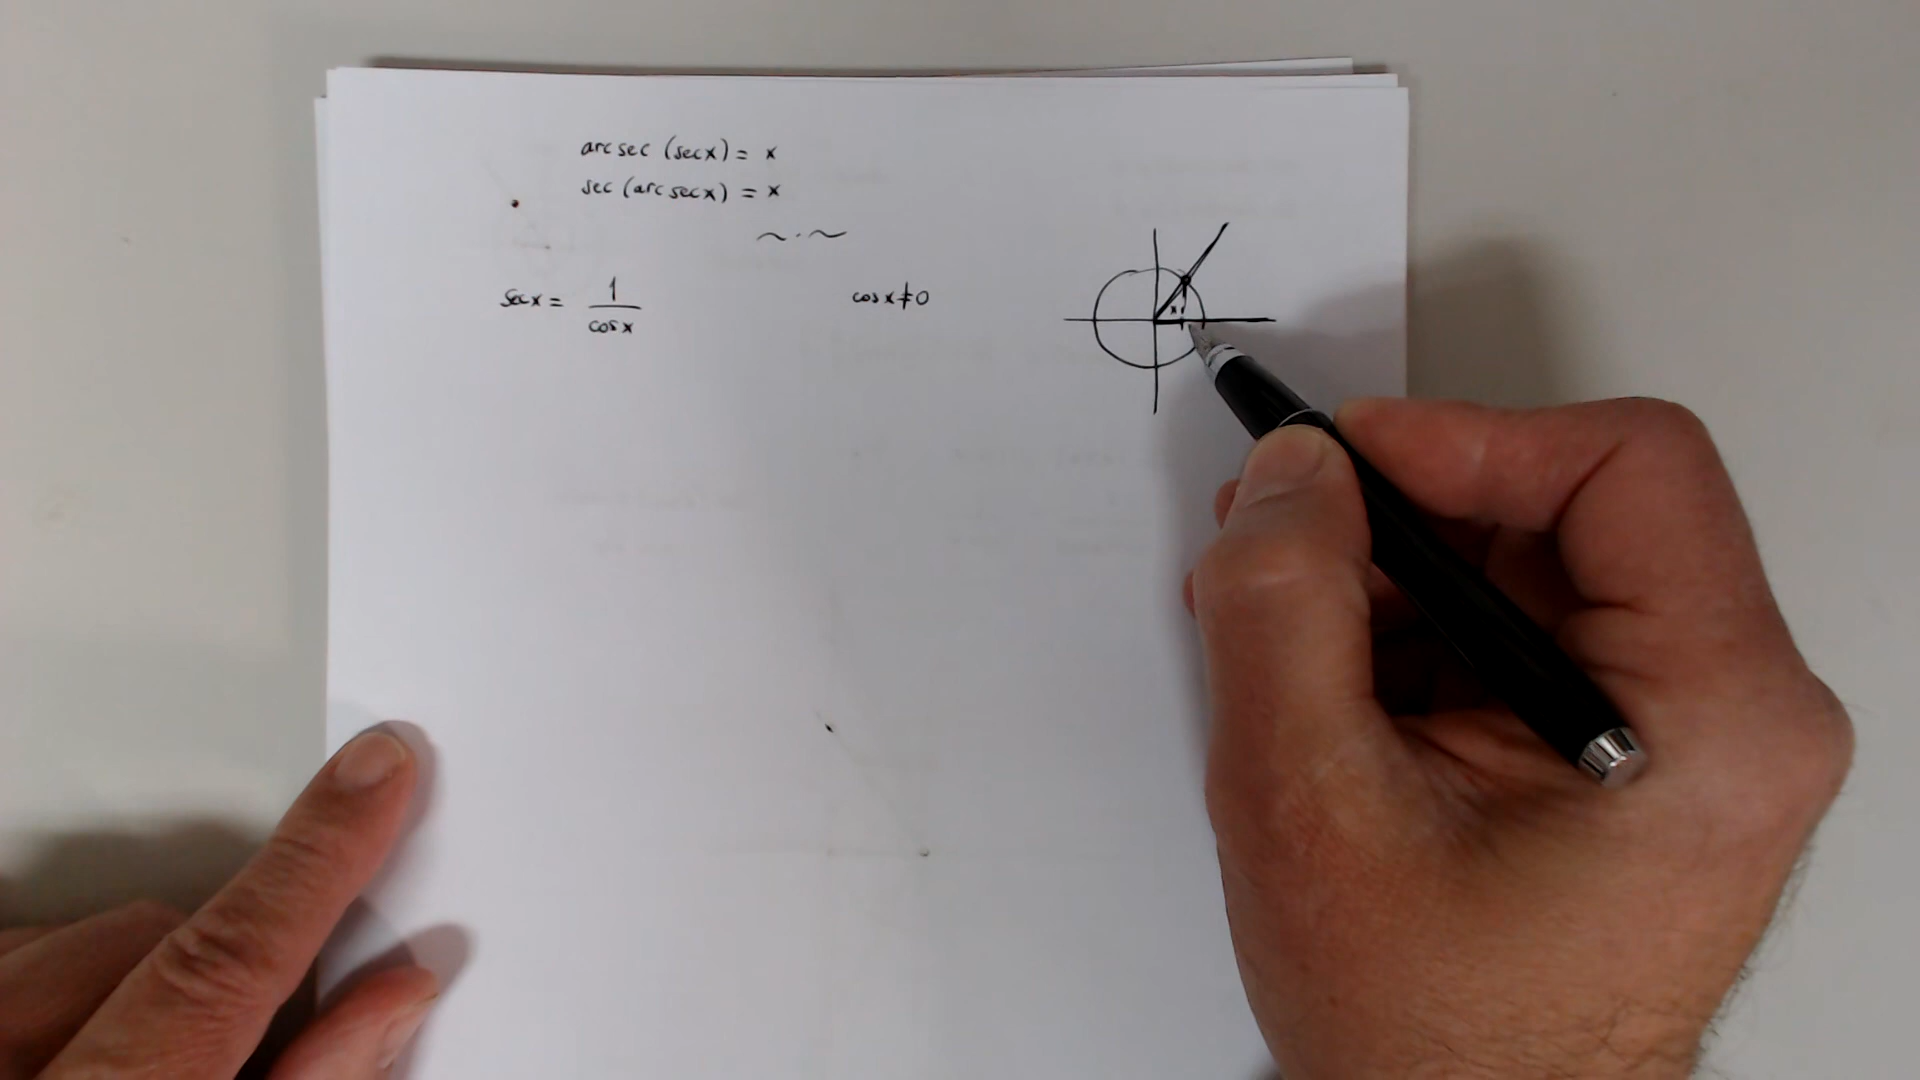 arcsec (secx) = x
sec (arcsecx) = x
~.~
secx = 1/cosx cosx≠0
x